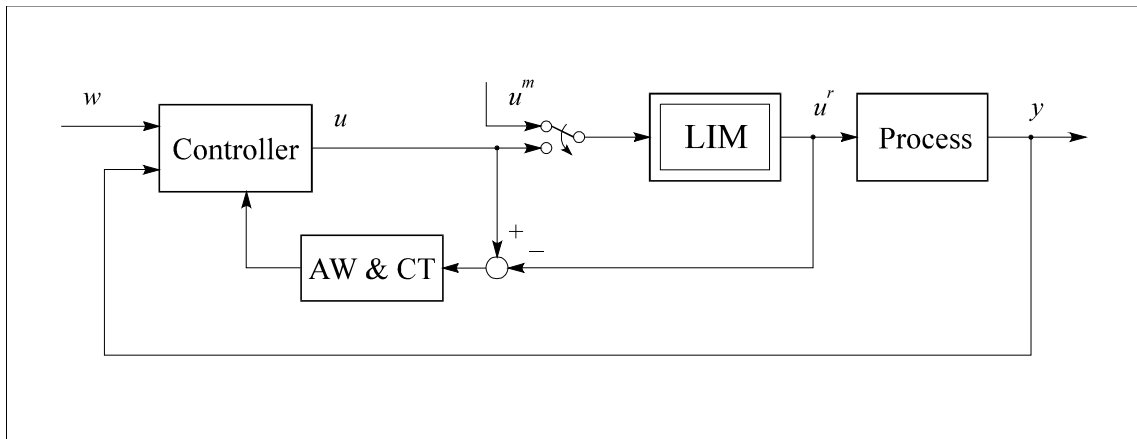 w
u
u^m
u^r
y
Controller
LIM
Process
+
−
AW & CT